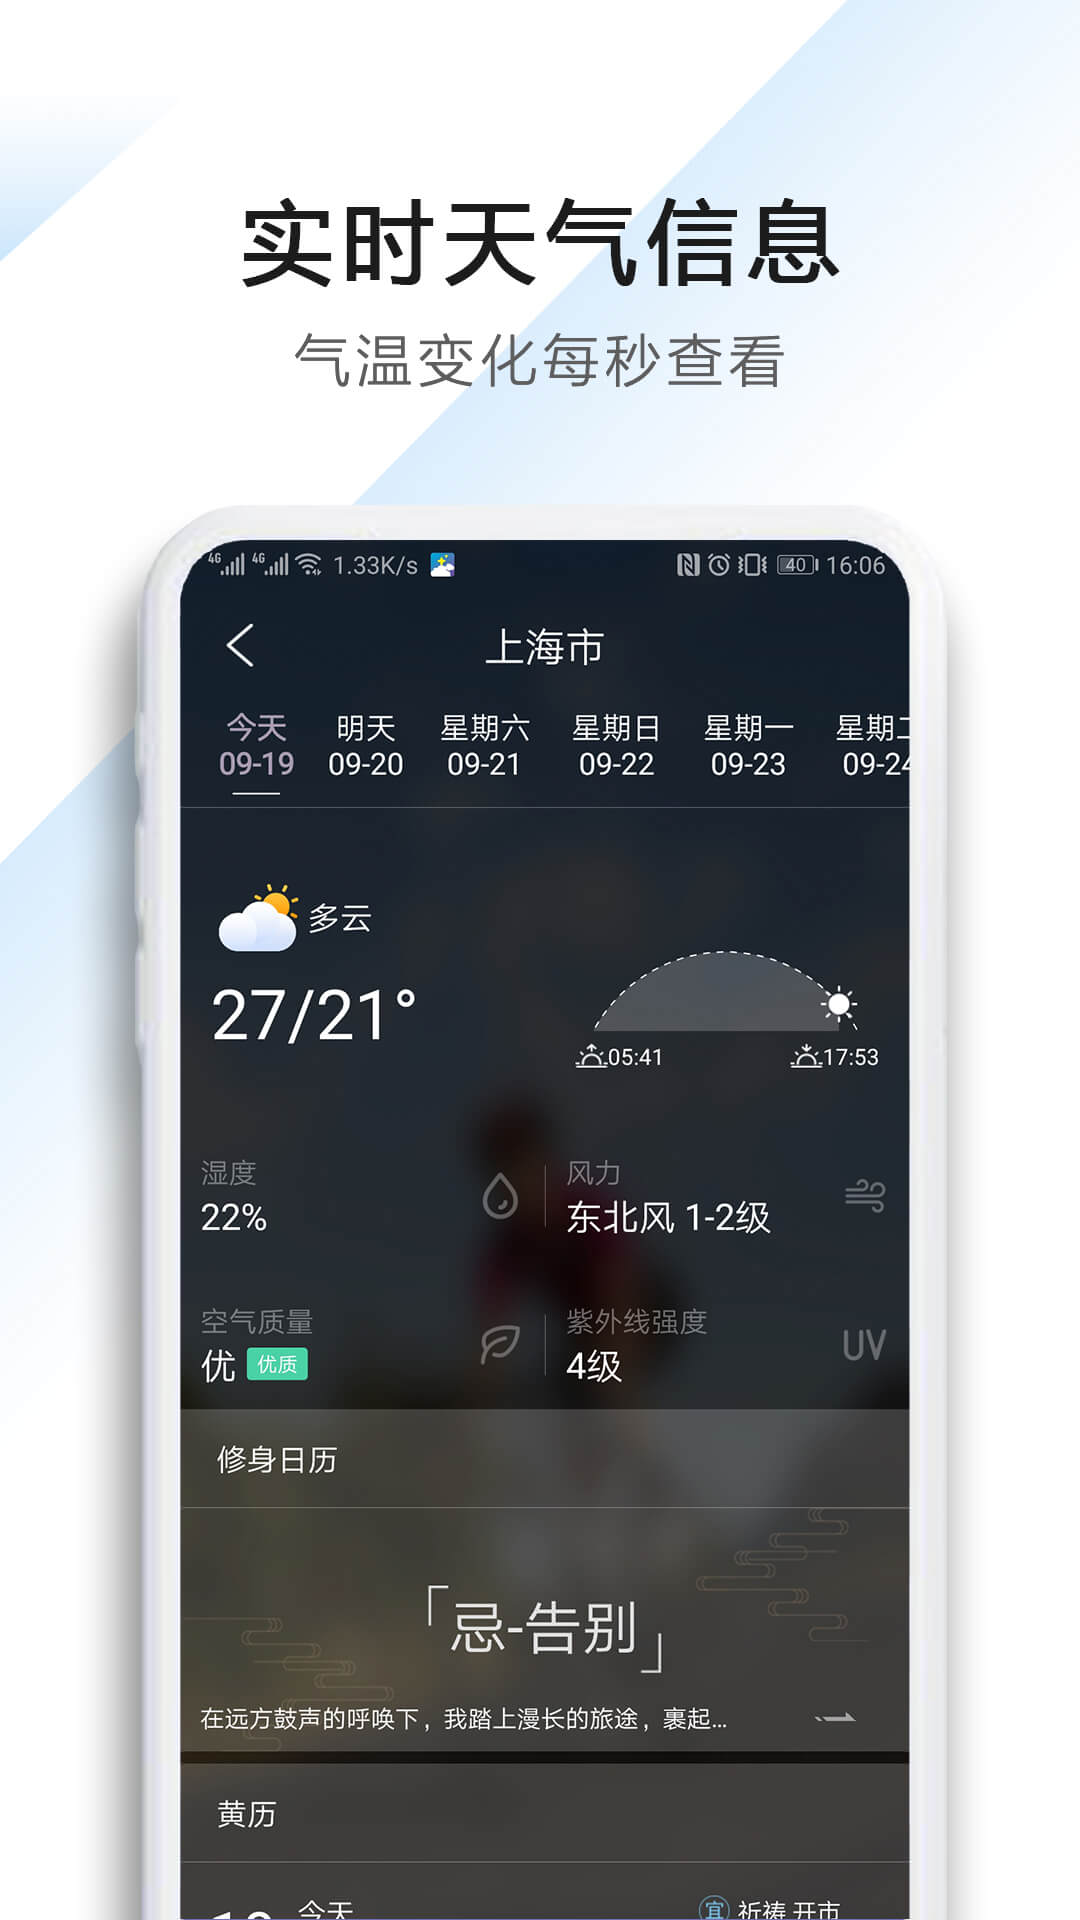 实时天气信息
气温变化每秒查看
4G 4G 1.33K/s 40 16:06
上海市
今天 明天 星期六 星期日 星期一 星期二
09-19 09-20 09-21 09-22 09-23 09-24
多云
27/21°
05:41 17:53
湿度 风力
22% 东北风 1-2级
空气质量 紫外线强度
优 优质 4级 UV
修身日历
「忌-告别」
在远方鼓声的呼唤下，我踏上漫长的旅途，裹起...
黄历
今天 宜 祈祷 开市